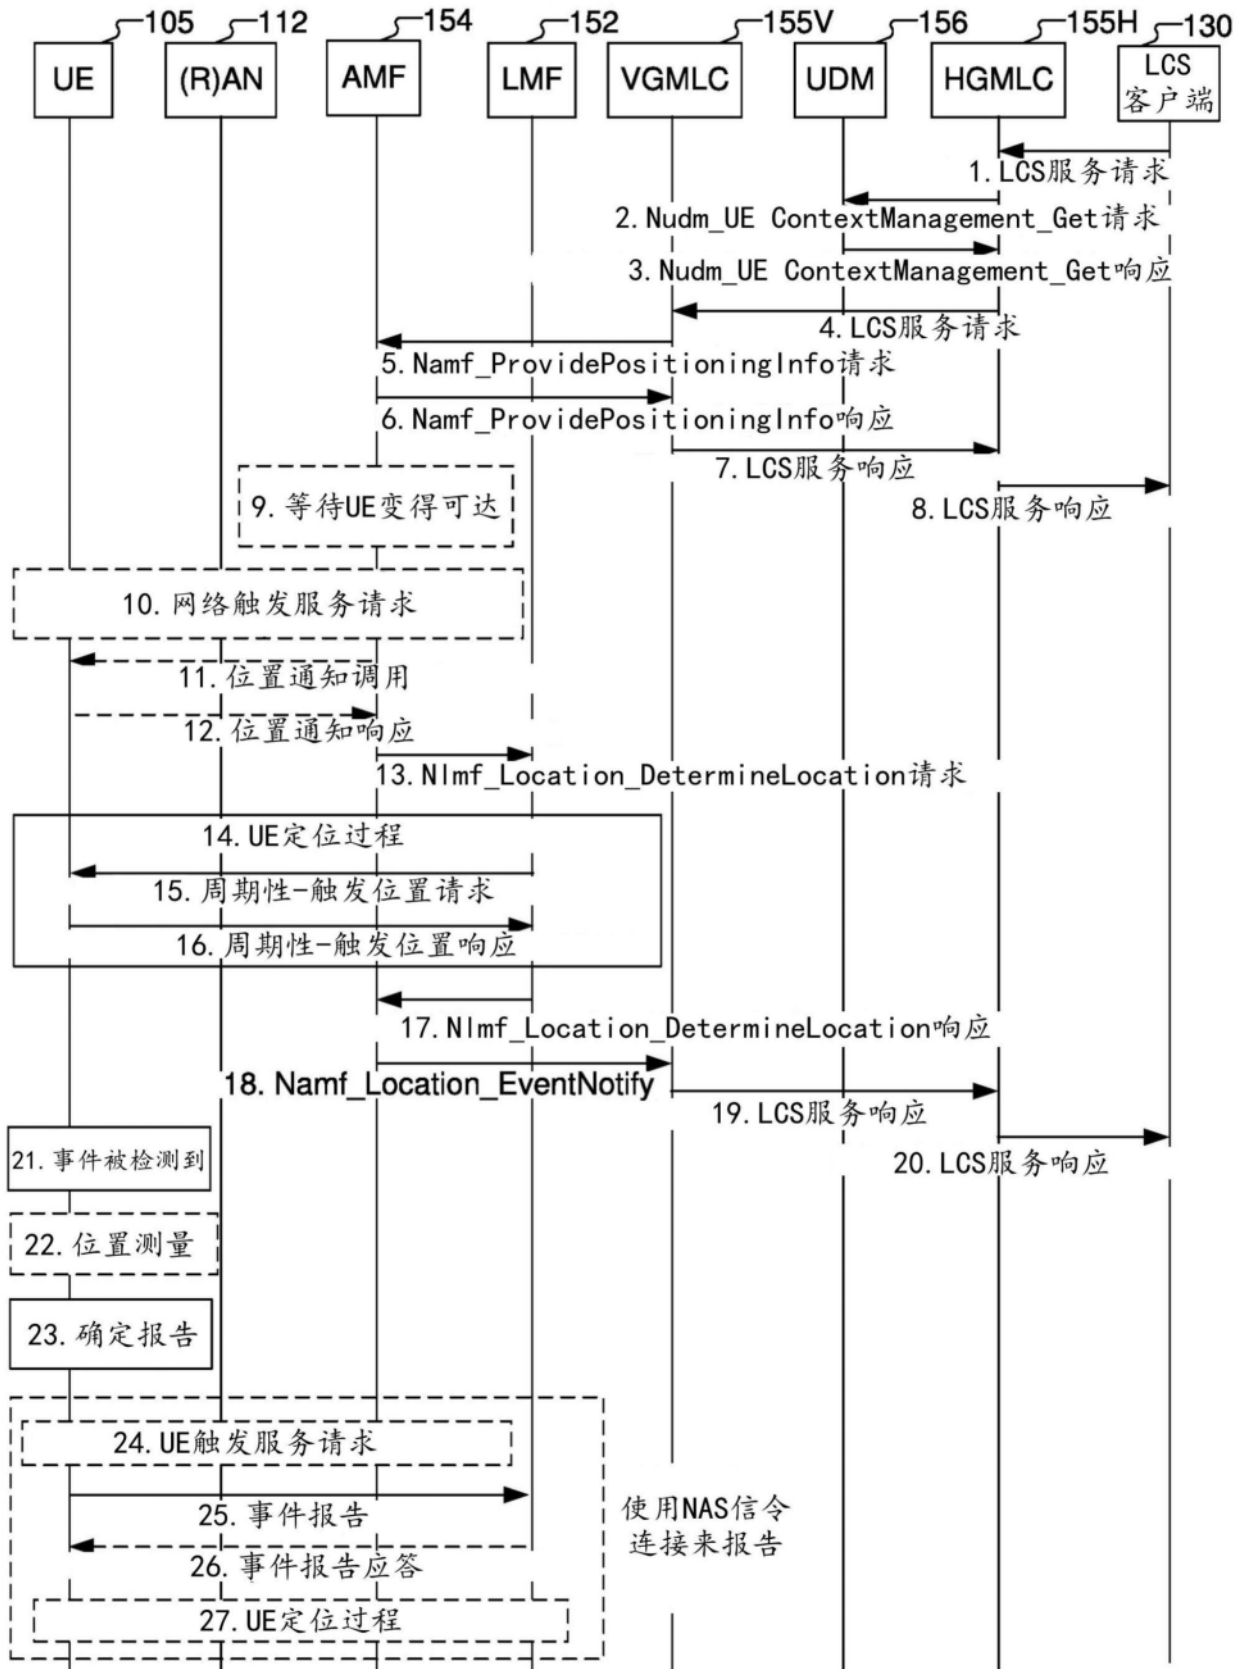 105
112
154
152
155V
156
155H
130
UE
(R)AN
AMF
LMF
VGMLC
UDM
HGMLC
LCS
客户端
1. LCS服务请求
2. Nudm_UE ContextManagement_Get请求
3. Nudm_UE ContextManagement_Get响应
4. LCS服务请求
5. Namf_ProvidePositioningInfo请求
6. Namf_ProvidePositioningInfo响应
7. LCS服务响应
8. LCS服务响应
9. 等待UE变得可达
10. 网络触发服务请求
11. 位置通知调用
12. 位置通知响应
13. Nlmf_Location_DetermineLocation请求
14. UE定位过程
15. 周期性-触发位置请求
16. 周期性-触发位置响应
17. Nlmf_Location_DetermineLocation响应
18. Namf_Location_EventNotify
19. LCS服务响应
20. LCS服务响应
21. 事件被检测到
22. 位置测量
23. 确定报告
24. UE触发服务请求
25. 事件报告
使用NAS信令
连接来报告
26. 事件报告应答
27. UE定位过程